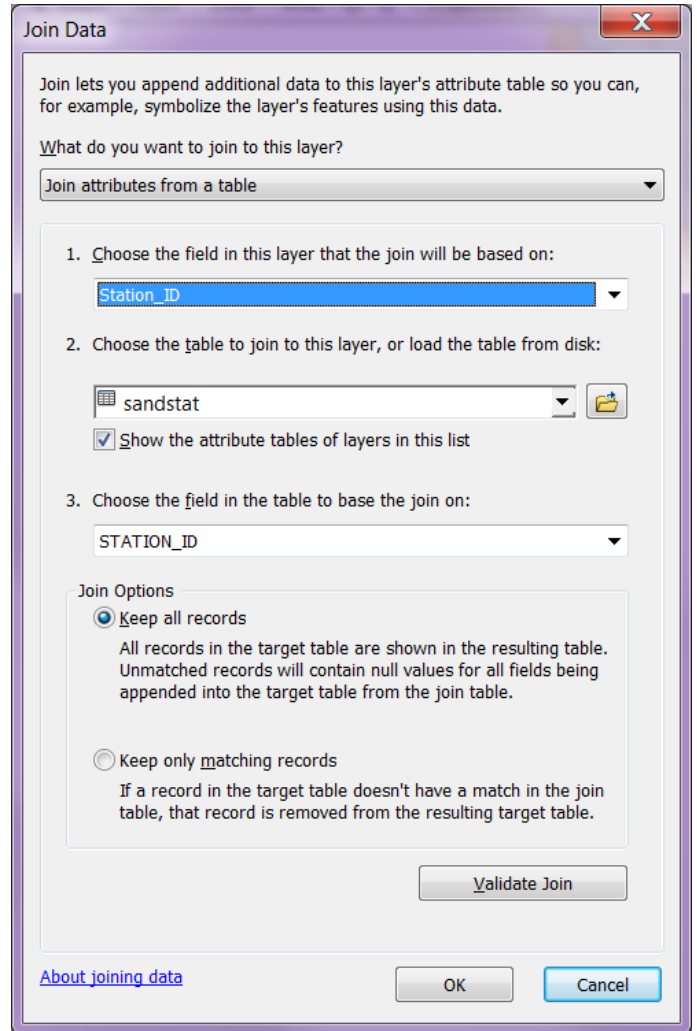 Join Data
Join lets you append additional data to this layer's attribute table so you can,
for example, symbolize the layer's features using this data.
What do you want to join to this layer?
Join attributes from a table
1. Choose the field in this layer that the join will be based on:
Station_ID
2. Choose the table to join to this layer, or load the table from disk:
sandstat
Show the attribute tables of layers in this list
3. Choose the field in the table to base the join on:
STATION_ID
Join Options
Keep all records
All records in the target table are shown in the resulting table.
Unmatched records will contain null values for all fields being
appended into the target table from the join table.
Keep only matching records
If a record in the target table doesn't have a match in the join
table, that record is removed from the resulting target table.
Validate Join
About joining data
OK
Cancel